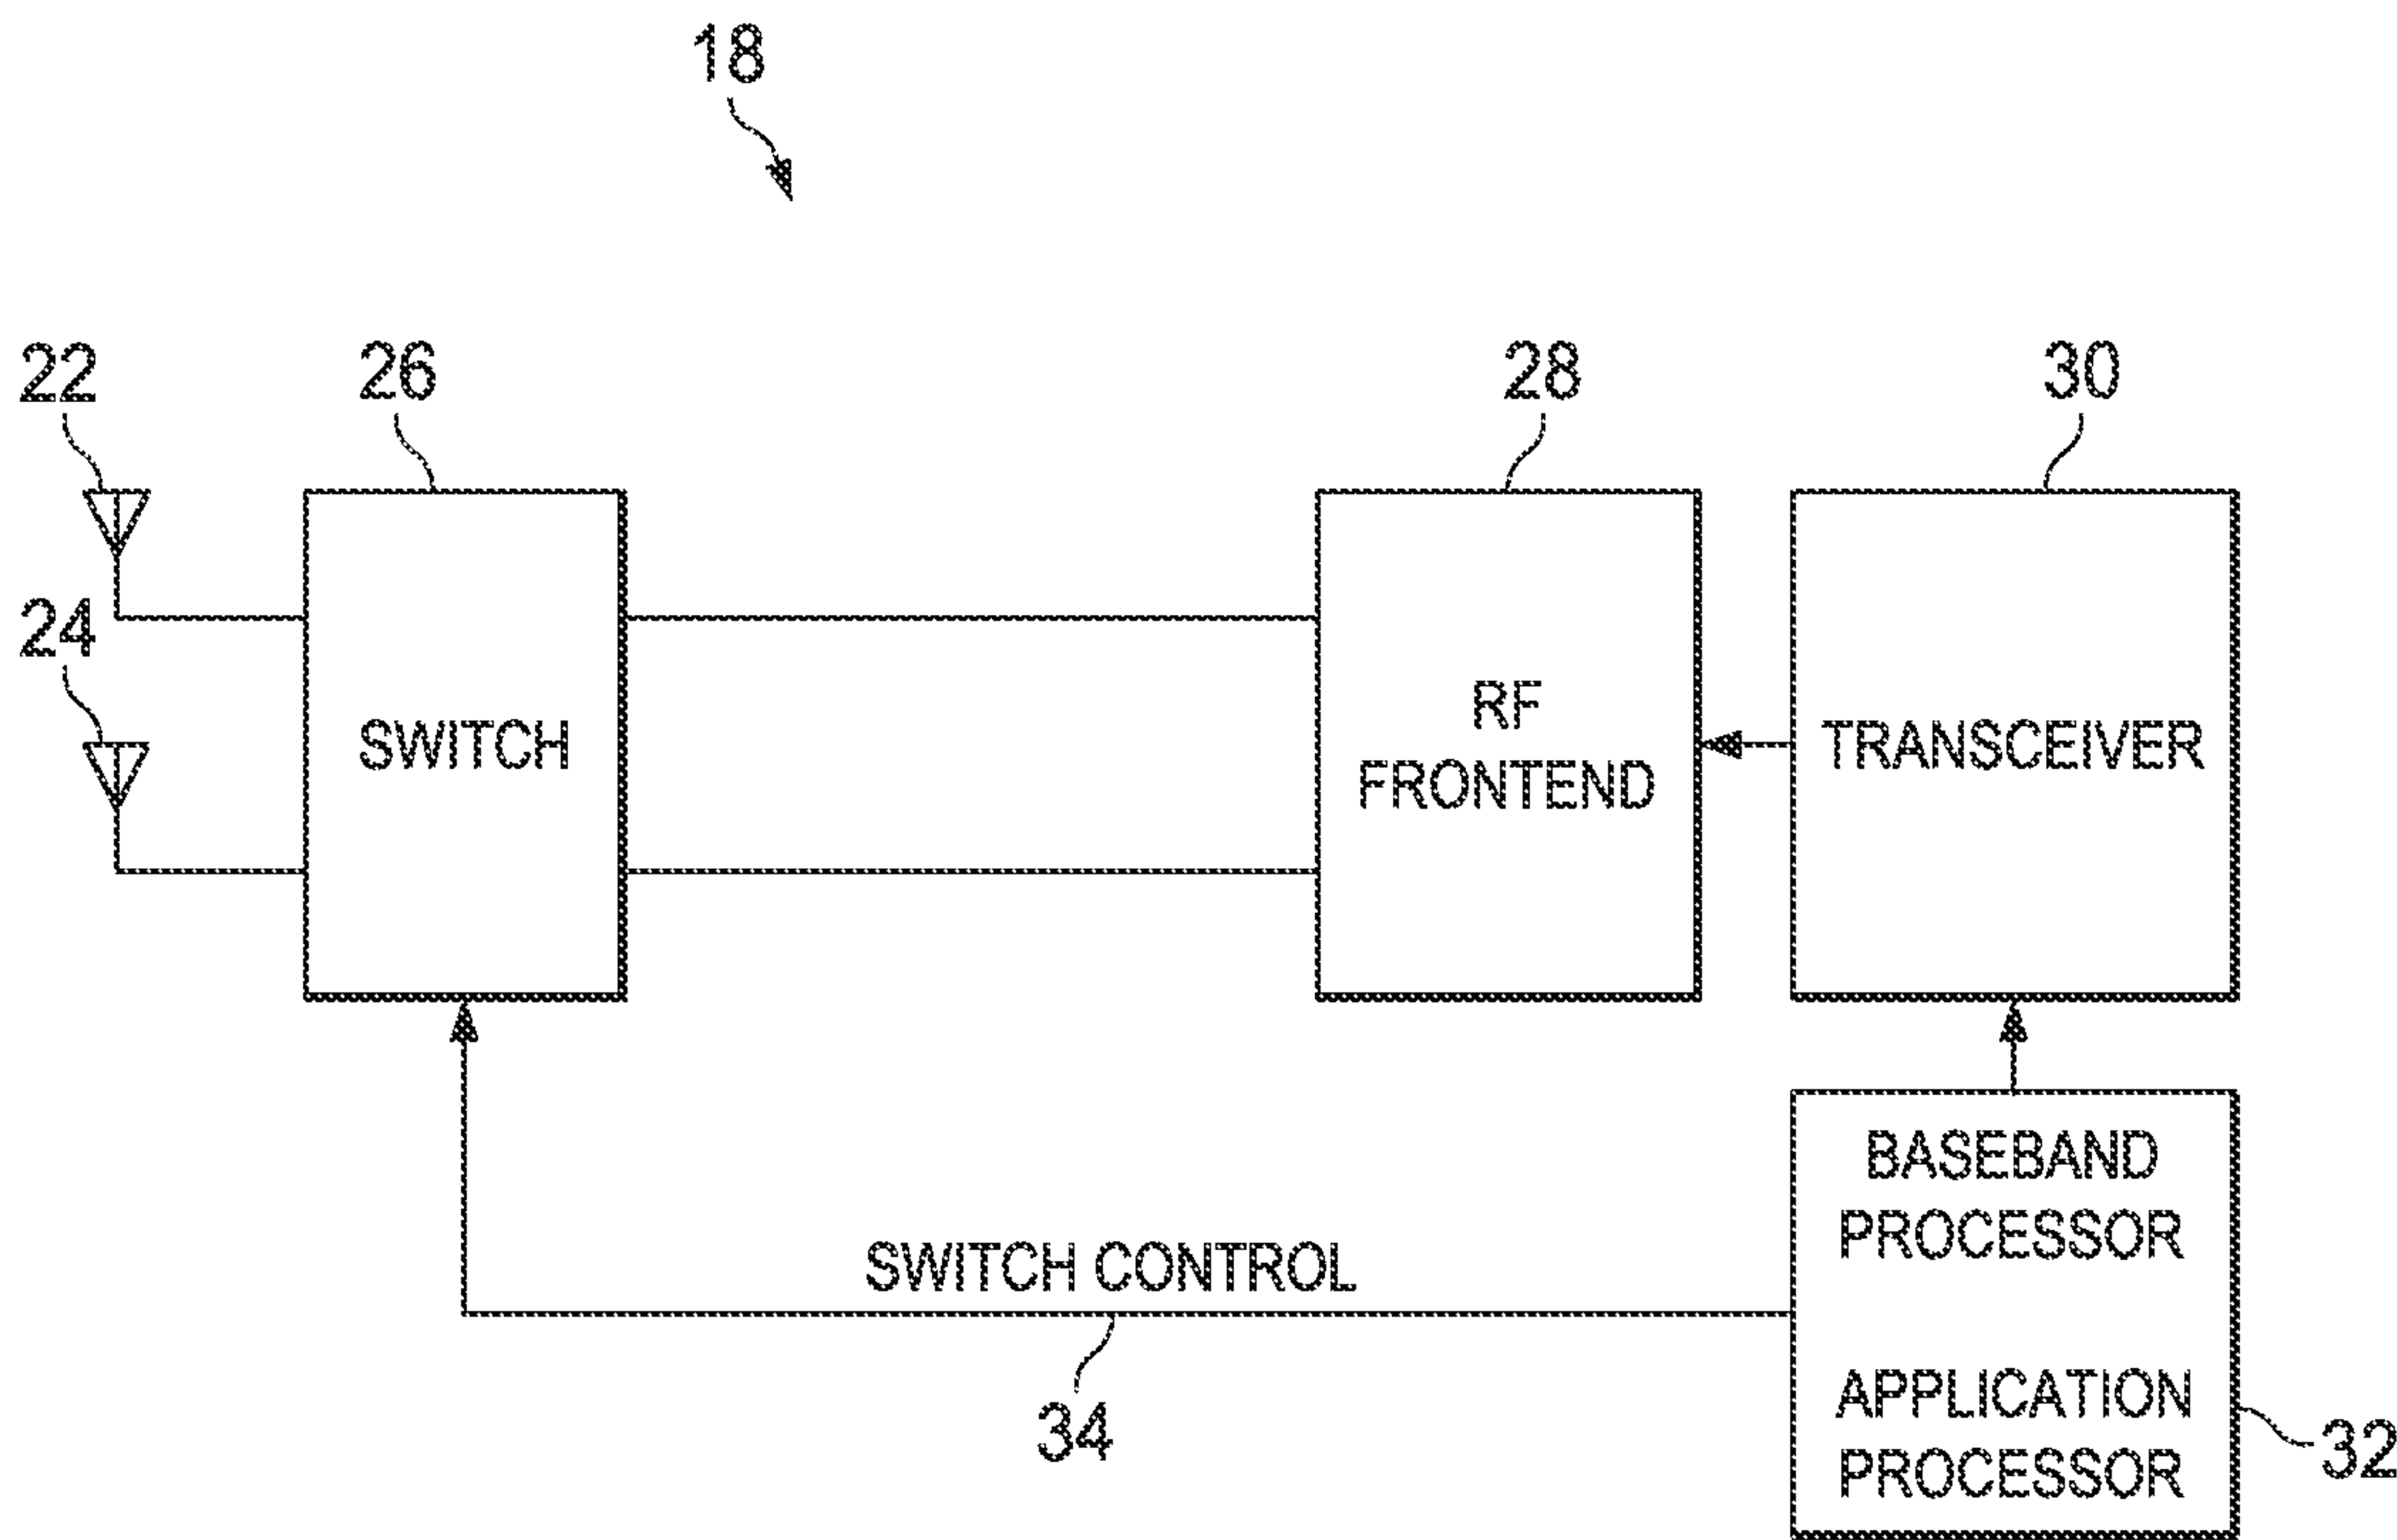 18
22
26
28
30
24
SWITCH
RF
FRONTEND
TRANSCEIVER
BASEBAND
PROCESSOR
SWITCH CONTROL
APPLICATION
PROCESSOR
34
32